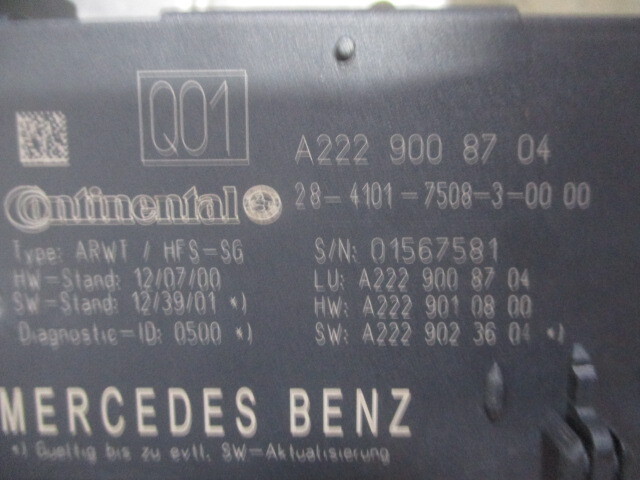 Q01
A222 900 87 04
Continental
28-4101-7508-3-00 00
Type: ARWT / HFS-SG
S/N: 01567581
HW-Stand: 12/07/00
LU: A222 900 87 04
SW-Stand: 12/39/01 *)
HW: A222 901 08 00
Diagnostic-ID: 0500 *)
SW: A222 902 36 04 *)
MERCEDES BENZ
*) Gueltig bis zu evtl. SW-Aktualisierung